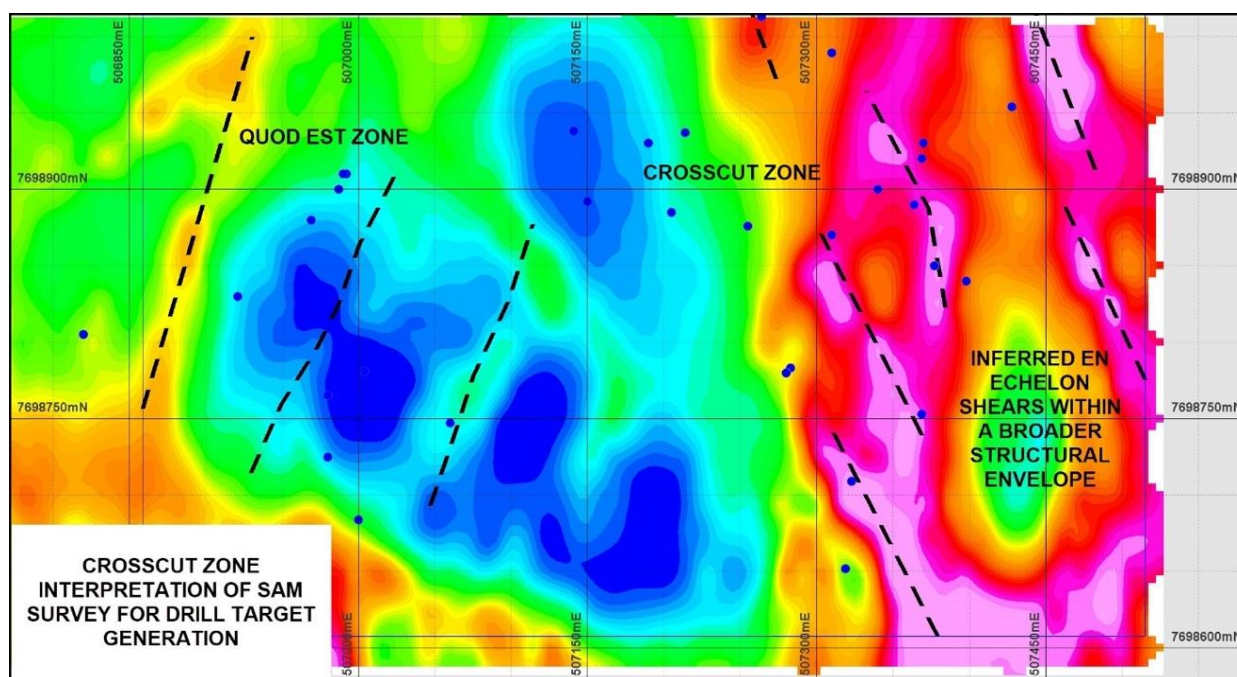 506850mE
507000mE
507150mE
507300mE
507450mE
QUOD EST ZONE
CROSSCUT ZONE
7698900mN
7698900mN
INFERRED EN
ECHELON
SHEARS WITHIN
A BROADER
STRUCTURAL
ENVELOPE
7698750mN
7698750mN
CROSSCUT ZONE
INTERPRETATION OF SAM
SURVEY FOR DRILL TARGET
GENERATION
507000mE
507150mE
507300mE
507450mE
7698600mN